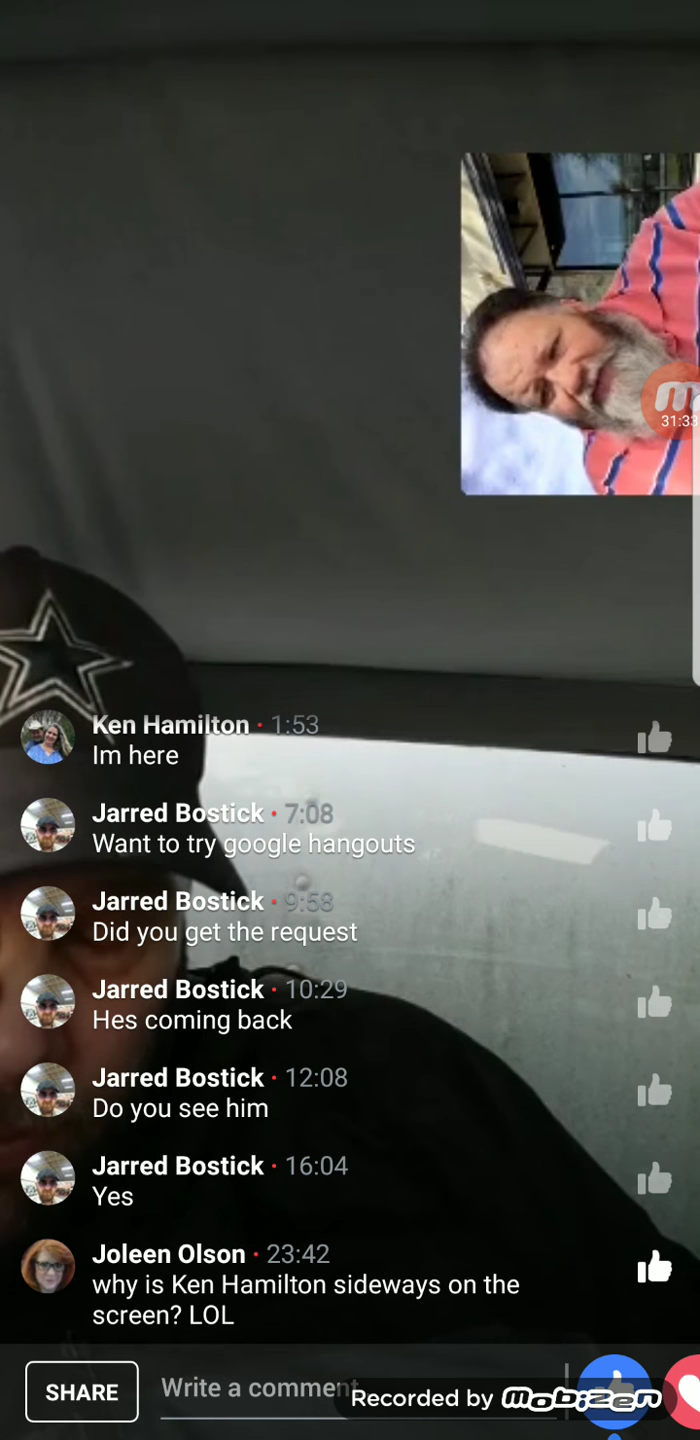 31:33
Ken Hamilton · 1:53
Im here
Jarred Bostick · 7:08
Want to try google hangouts
Jarred Bostick · 9:58
Did you get the request
Jarred Bostick · 10:29
Hes coming back
Jarred Bostick · 12:08
Do you see him
Jarred Bostick · 16:04
Yes
Joleen Olson · 23:42
why is Ken Hamilton sideways on the
screen? LOL
SHARE
Write a comment
Recorded by mobizen